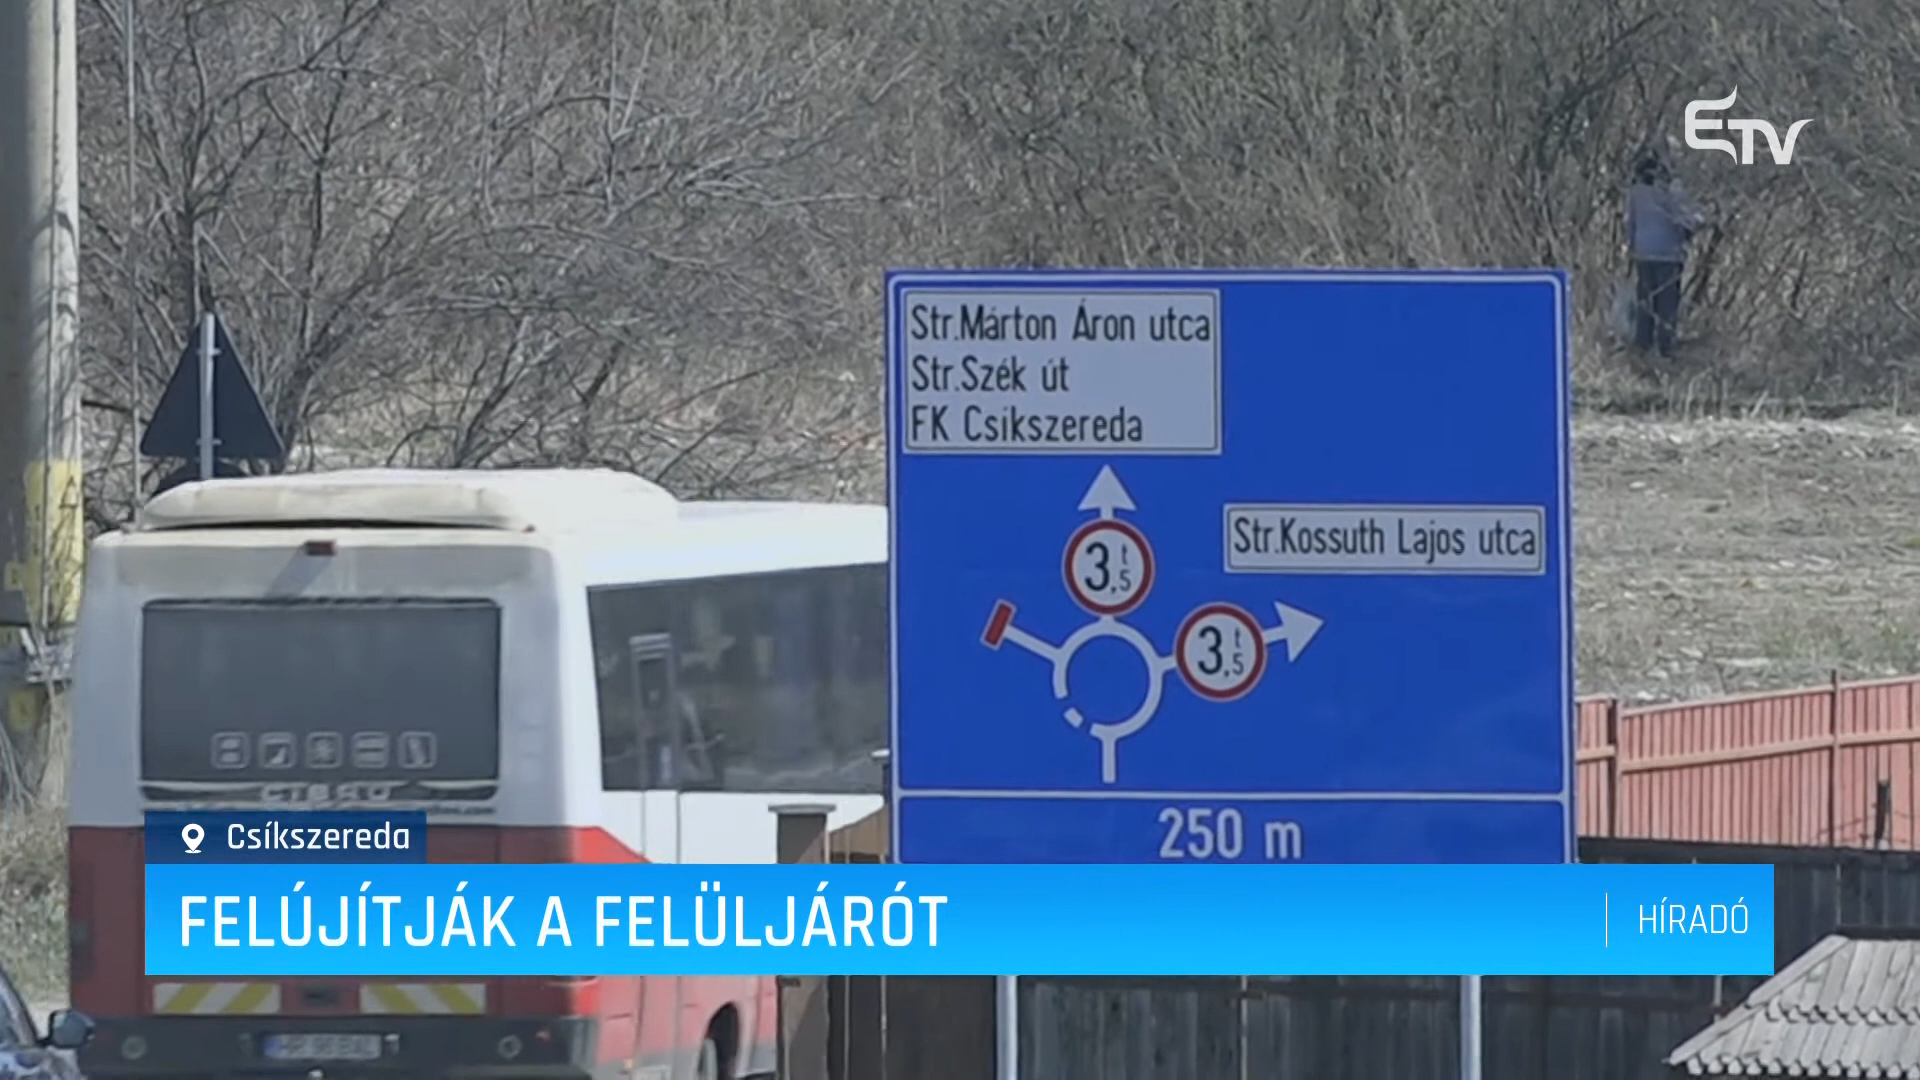 ETV
Str.Márton Áron utca
Str.Szék út
FK Csíkszereda
3,5t
Str.Kossuth Lajos utca
3,5t
250 m
Csíkszereda
FELÚJÍTJÁK A FELÜLJÁRÓT
HÍRADÓ